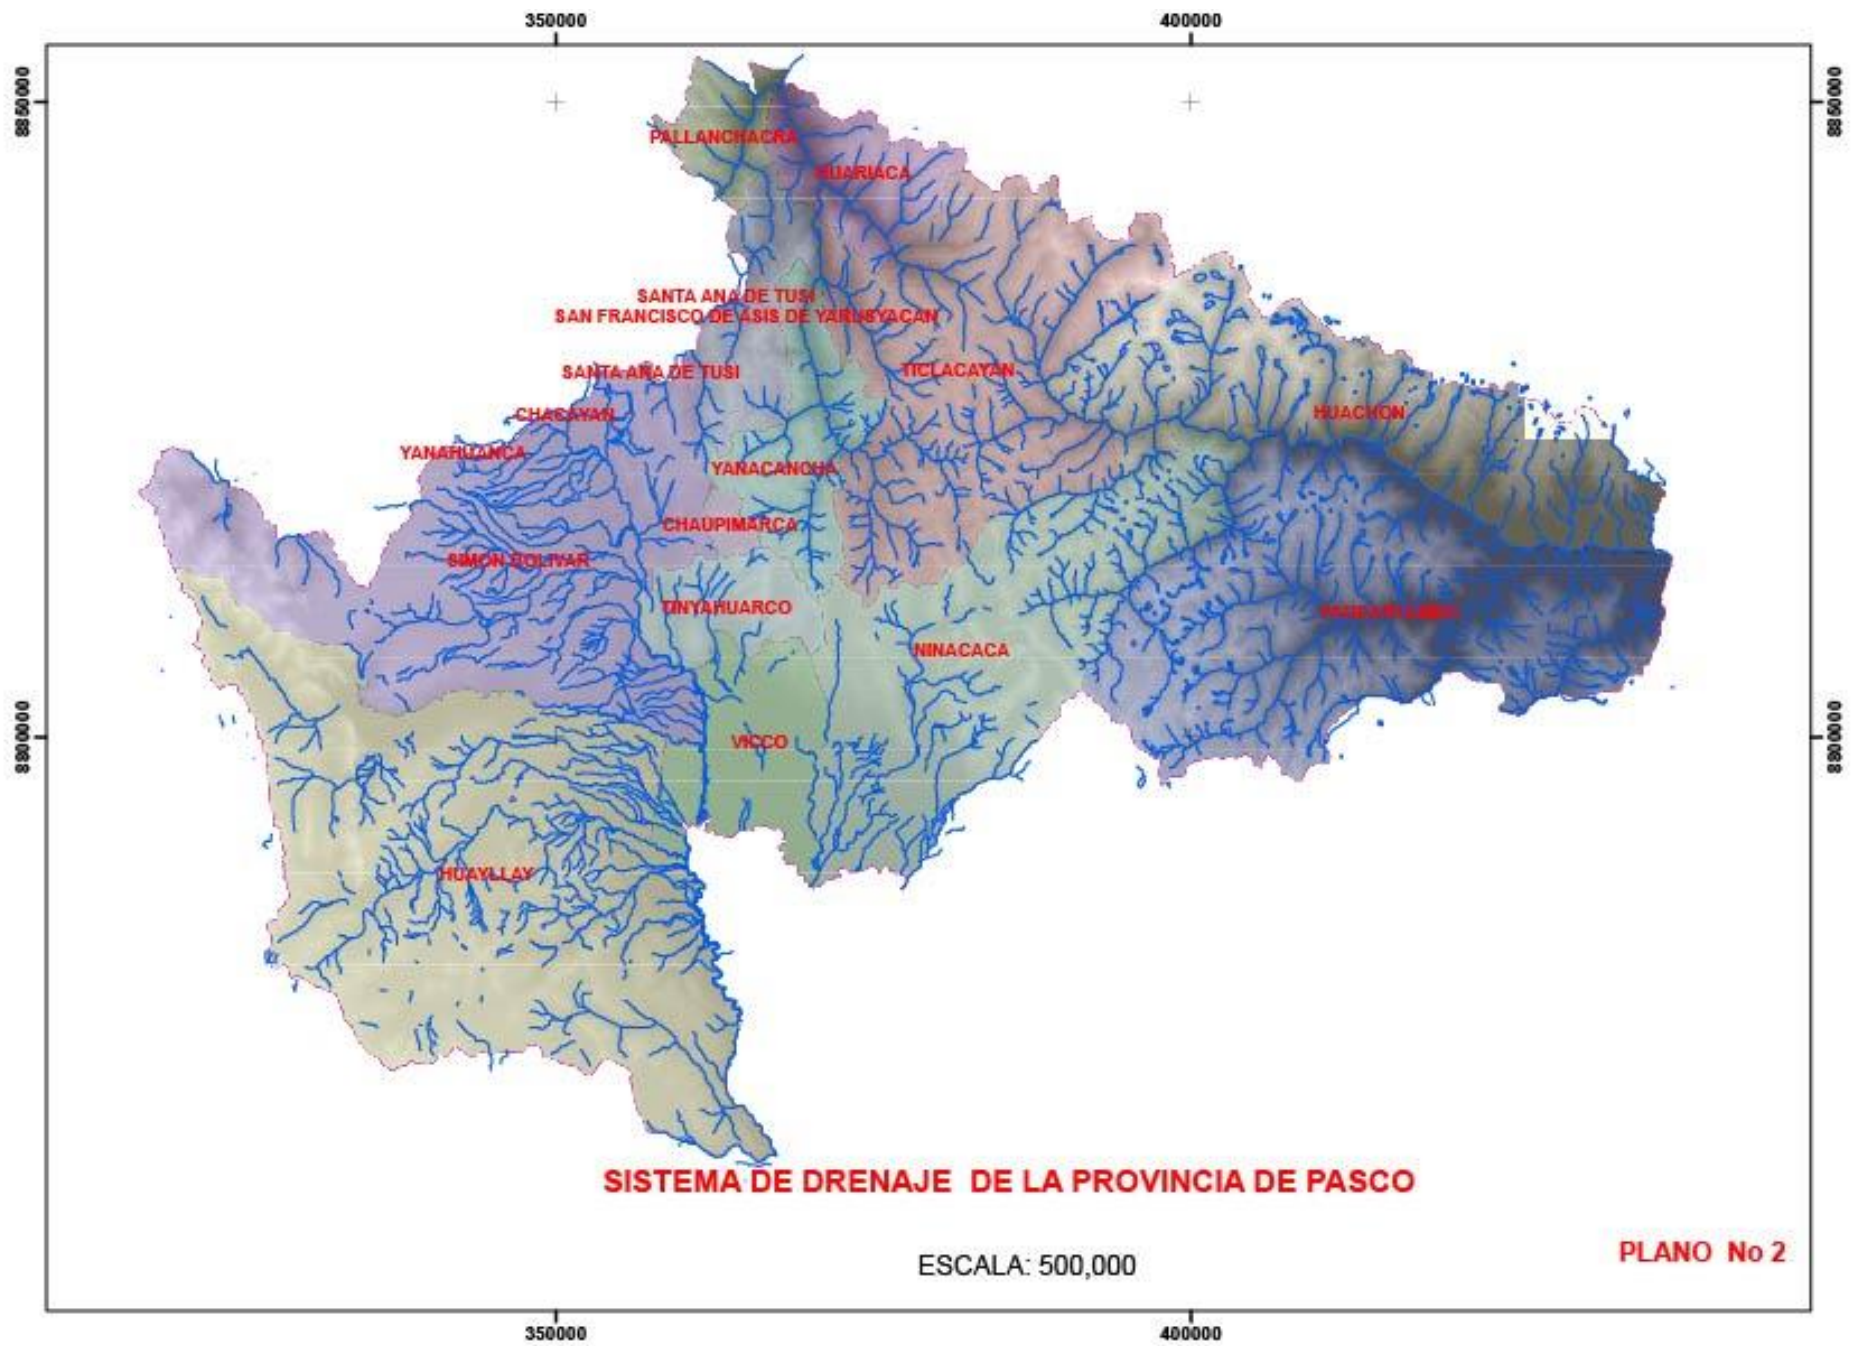 350000
400000
8850000
8850000
PALLANCHACRA
HUARIACA
SANTA ANA DE TUSI
SAN FRANCISCO DE ASIS DE YARUSYACAN
SANTA ANA DE TUSI
TICLACAYAN
CHACAYAN
HUACHON
YANAHUANCA
YANACANCHA
CHAUPIMARCA
SIMON BOLIVAR
TINYAHUARCO
NINACACA
VICCO
8800000
8800000
HUAYLLAY
SISTEMA DE DRENAJE DE LA PROVINCIA DE PASCO
PLANO No 2
ESCALA: 500,000
350000
400000